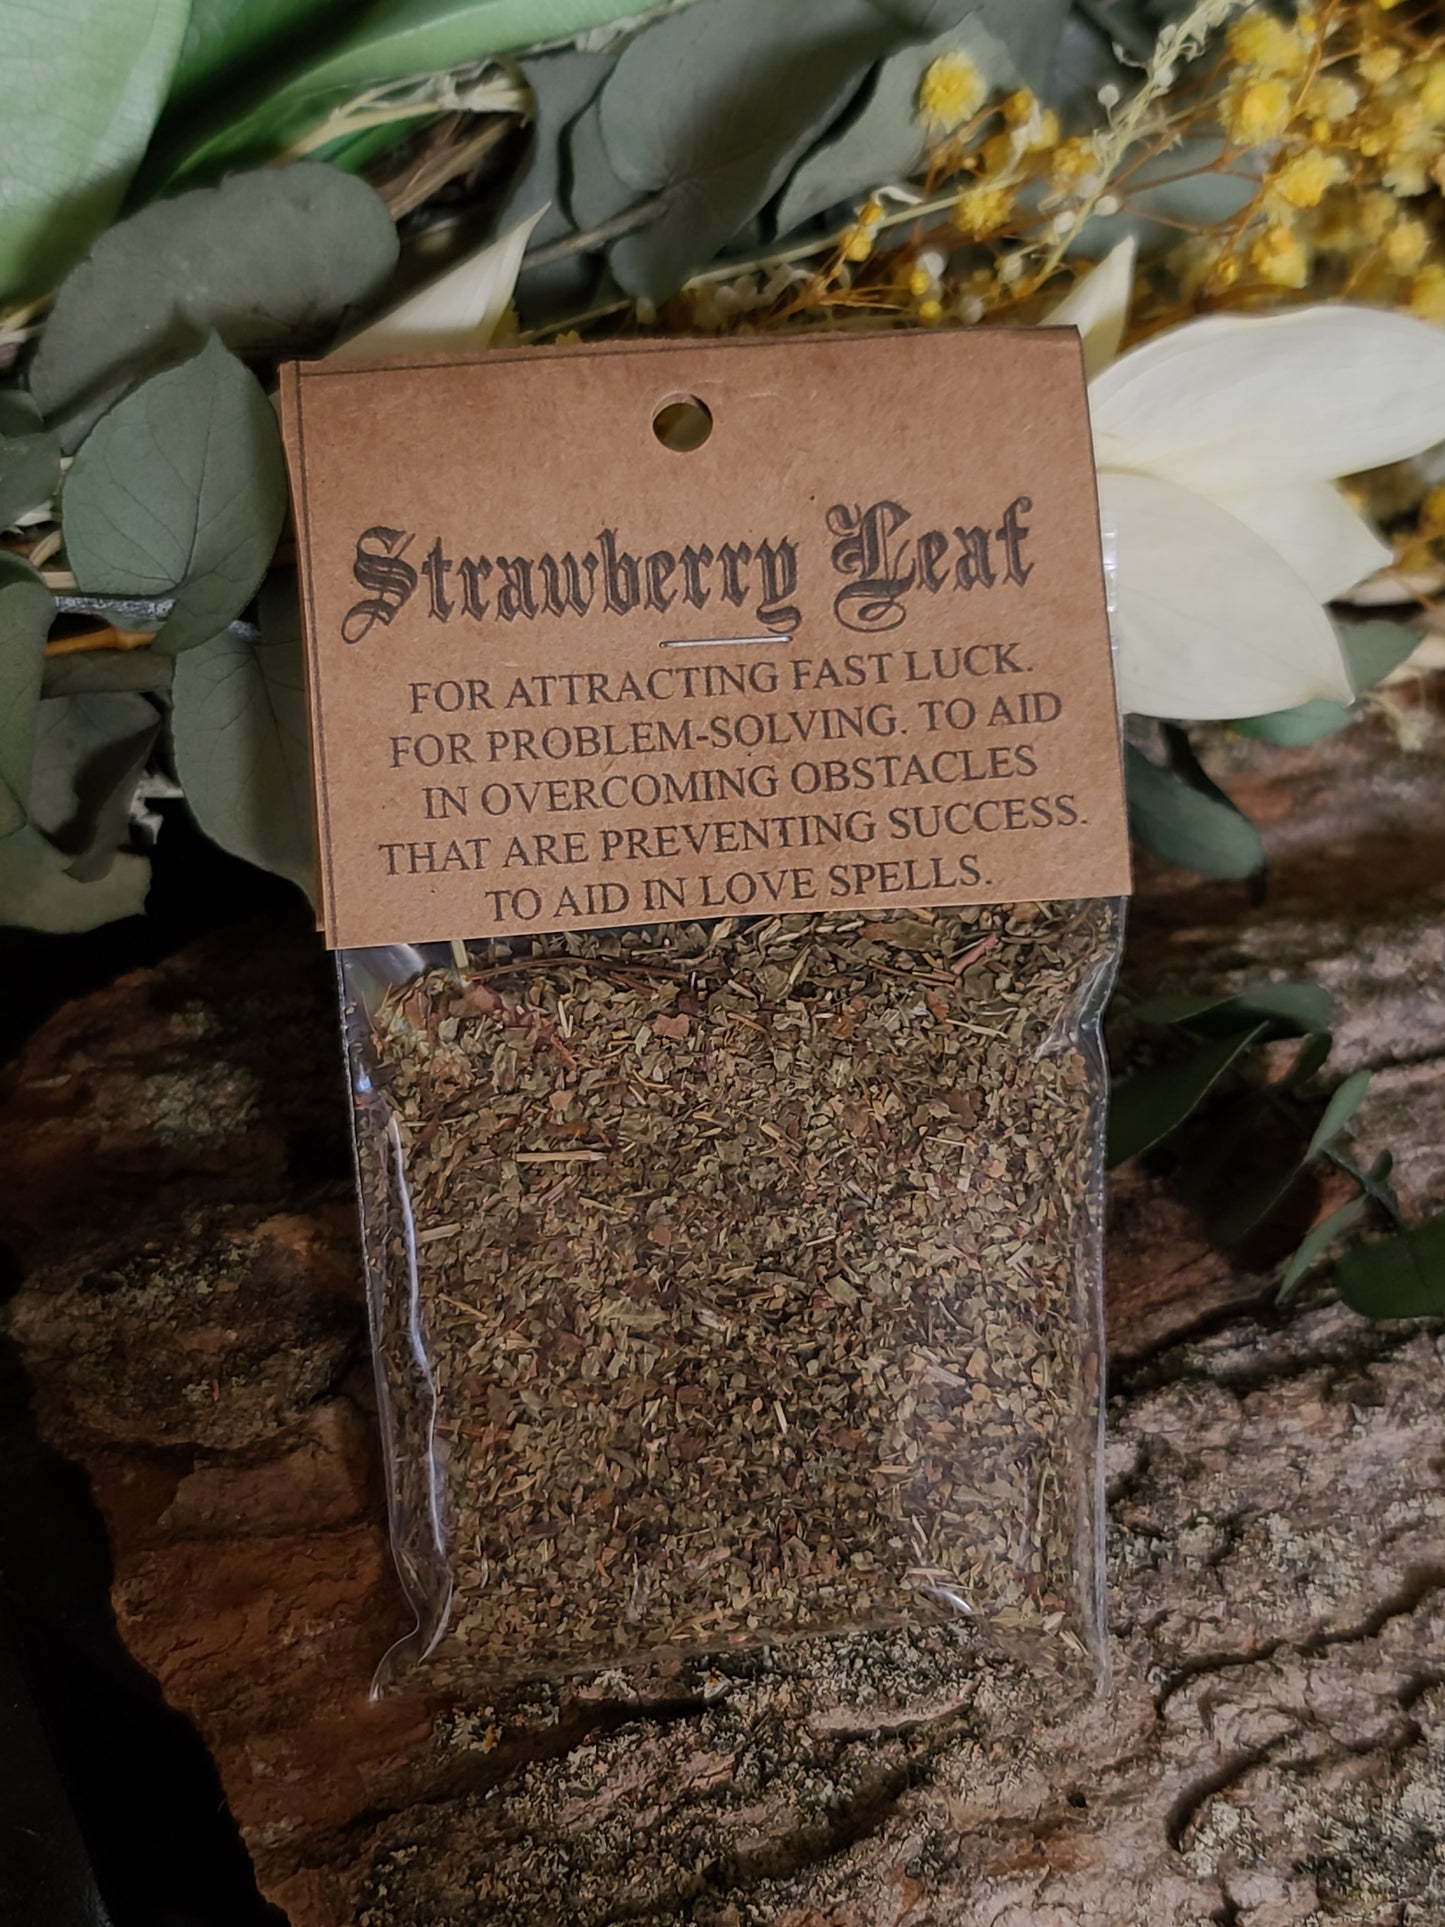 Strawberry Leaf
FOR ATTRACTING FAST LUCK.
FOR PROBLEM-SOLVING. TO AID
IN OVERCOMING OBSTACLES
THAT ARE PREVENTING SUCCESS.
TO AID IN LOVE SPELLS.